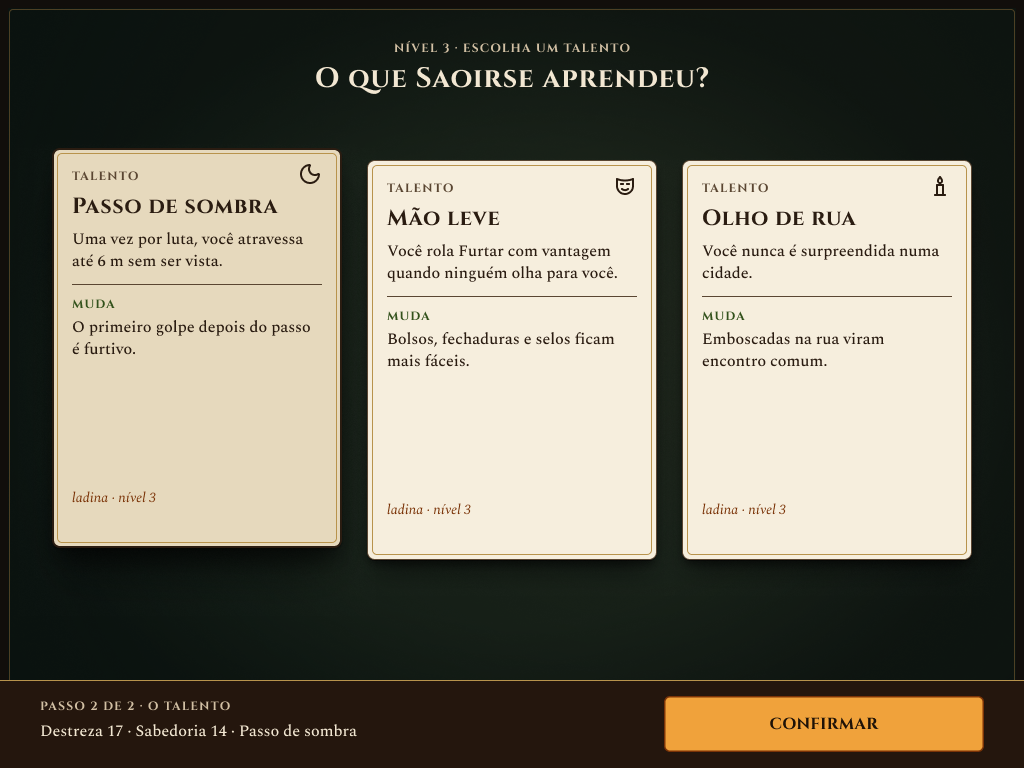 NÍVEL 3 · ESCOLHA UM TALENTO
O QUE SAOIRSE APRENDEU?
TALENTO
PASSO DE SOMBRA
Uma vez por luta, você atravessa
até 6 m sem ser vista.
MUDA
O primeiro golpe depois do passo
é furtivo.
ladina · nível 3
TALENTO
MÃO LEVE
Você rola Furtar com vantagem
quando ninguém olha para você.
MUDA
Bolsos, fechaduras e selos ficam
mais fáceis.
ladina · nível 3
TALENTO
OLHO DE RUA
Você nunca é surpreendida numa
cidade.
MUDA
Emboscadas na rua viram
encontro comum.
ladina · nível 3
PASSO 2 DE 2 · O TALENTO
Destreza 17 · Sabedoria 14 · Passo de sombra
CONFIRMAR